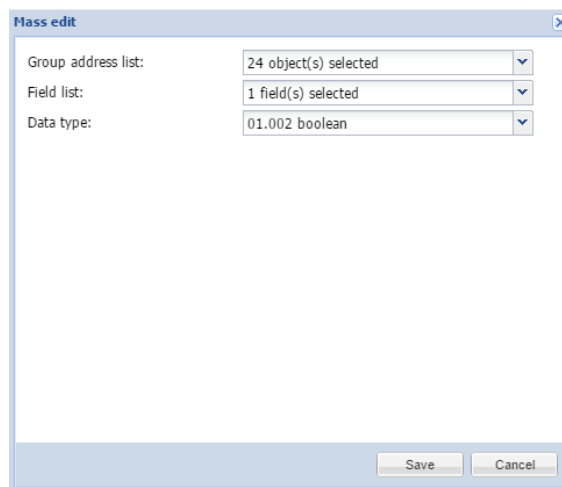 Mass edit
Group address list: 24 object(s) selected
Field list: 1 field(s) selected
Data type: 01.002 boolean
Save Cancel